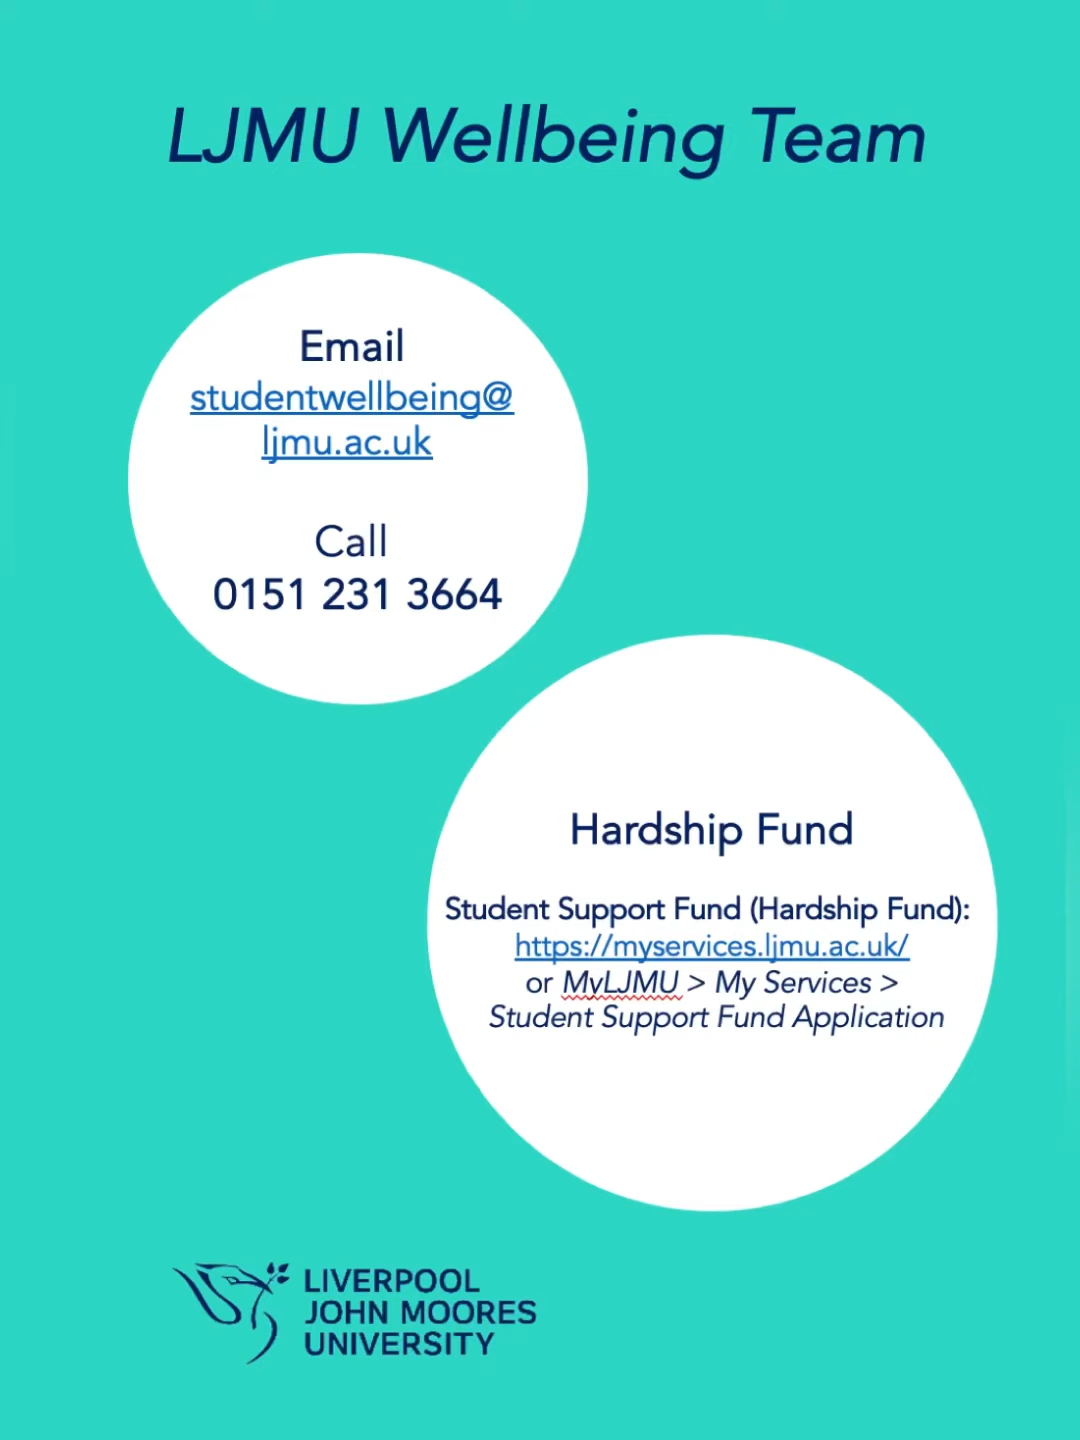 LJMU Wellbeing Team
Email
studentwellbeing@
ljmu.ac.uk
Call
0151 231 3664
Hardship Fund
Student Support Fund (Hardship Fund):
https://myservices.ljmu.ac.uk/
or MyLJMU > My Services >
Student Support Fund Application
LIVERPOOL
JOHN MOORES
UNIVERSITY